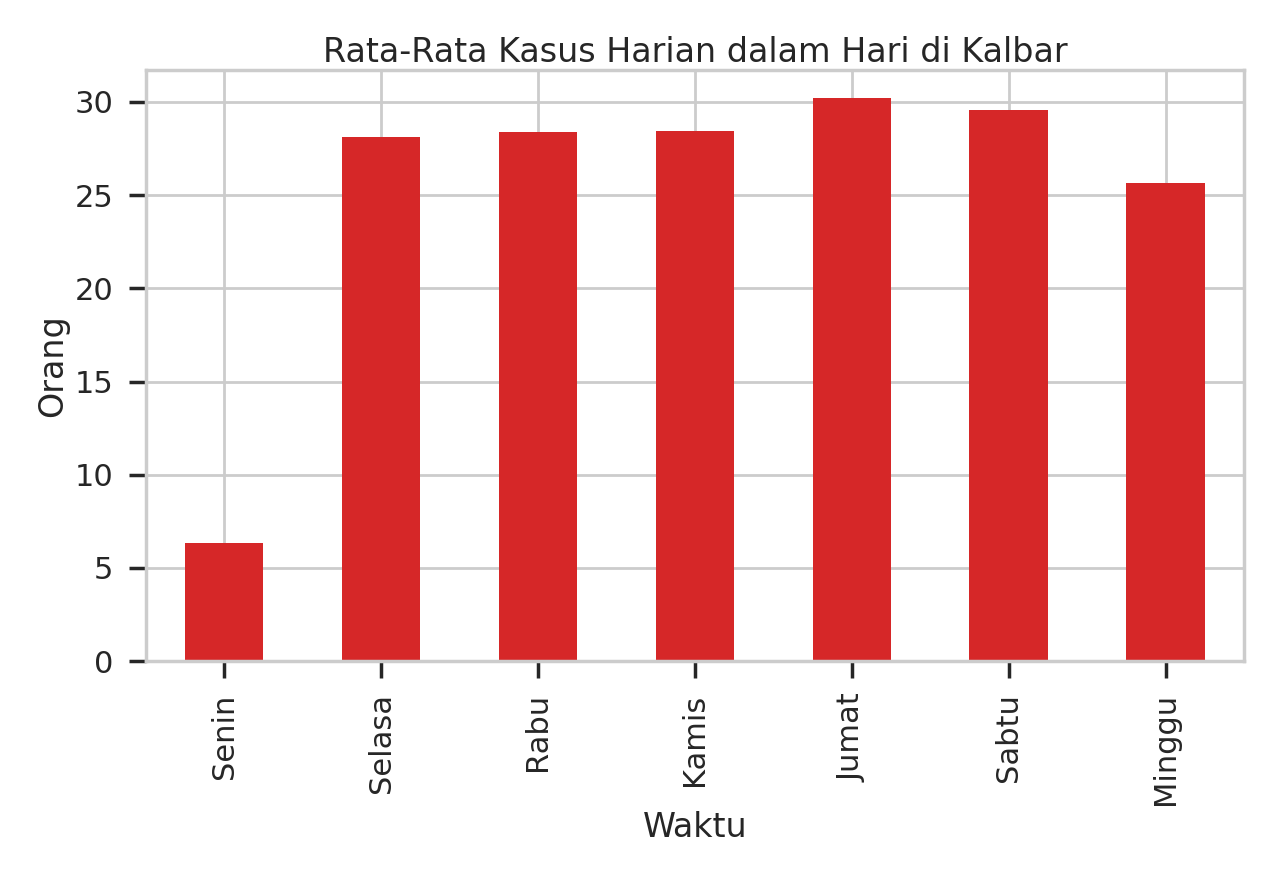 Rata-Rata Kasus Harian dalam Hari di Kalbar
30
25
20
15
10
5
0
Orang
Senin
Selasa
Rabu
Kamis
Jumat
Sabtu
Minggu
Waktu